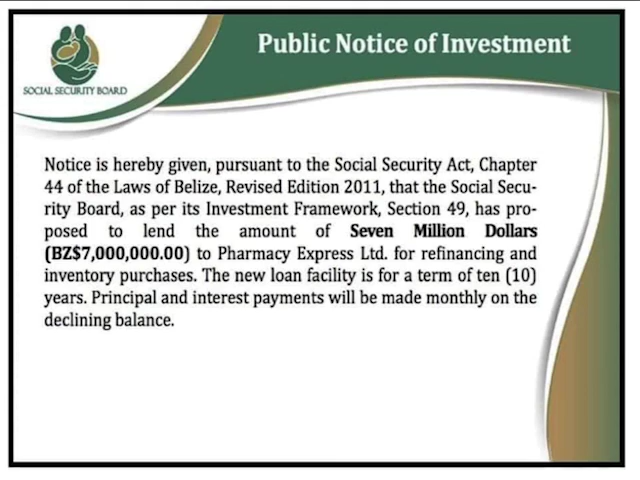 Public Notice of Investment
SOCIAL SECURITY BOARD
Notice is hereby given, pursuant to the Social Security Act, Chapter
44 of the Laws of Belize, Revised Edition 2011, that the Social Secu-
rity Board, as per its Investment Framework, Section 49, has pro-
posed to lend the amount of Seven Million Dollars
(BZ$7,000,000.00) to Pharmacy Express Ltd. for refinancing and
inventory purchases. The new loan facility is for a term of ten (10)
years. Principal and interest payments will be made monthly on the
declining balance.